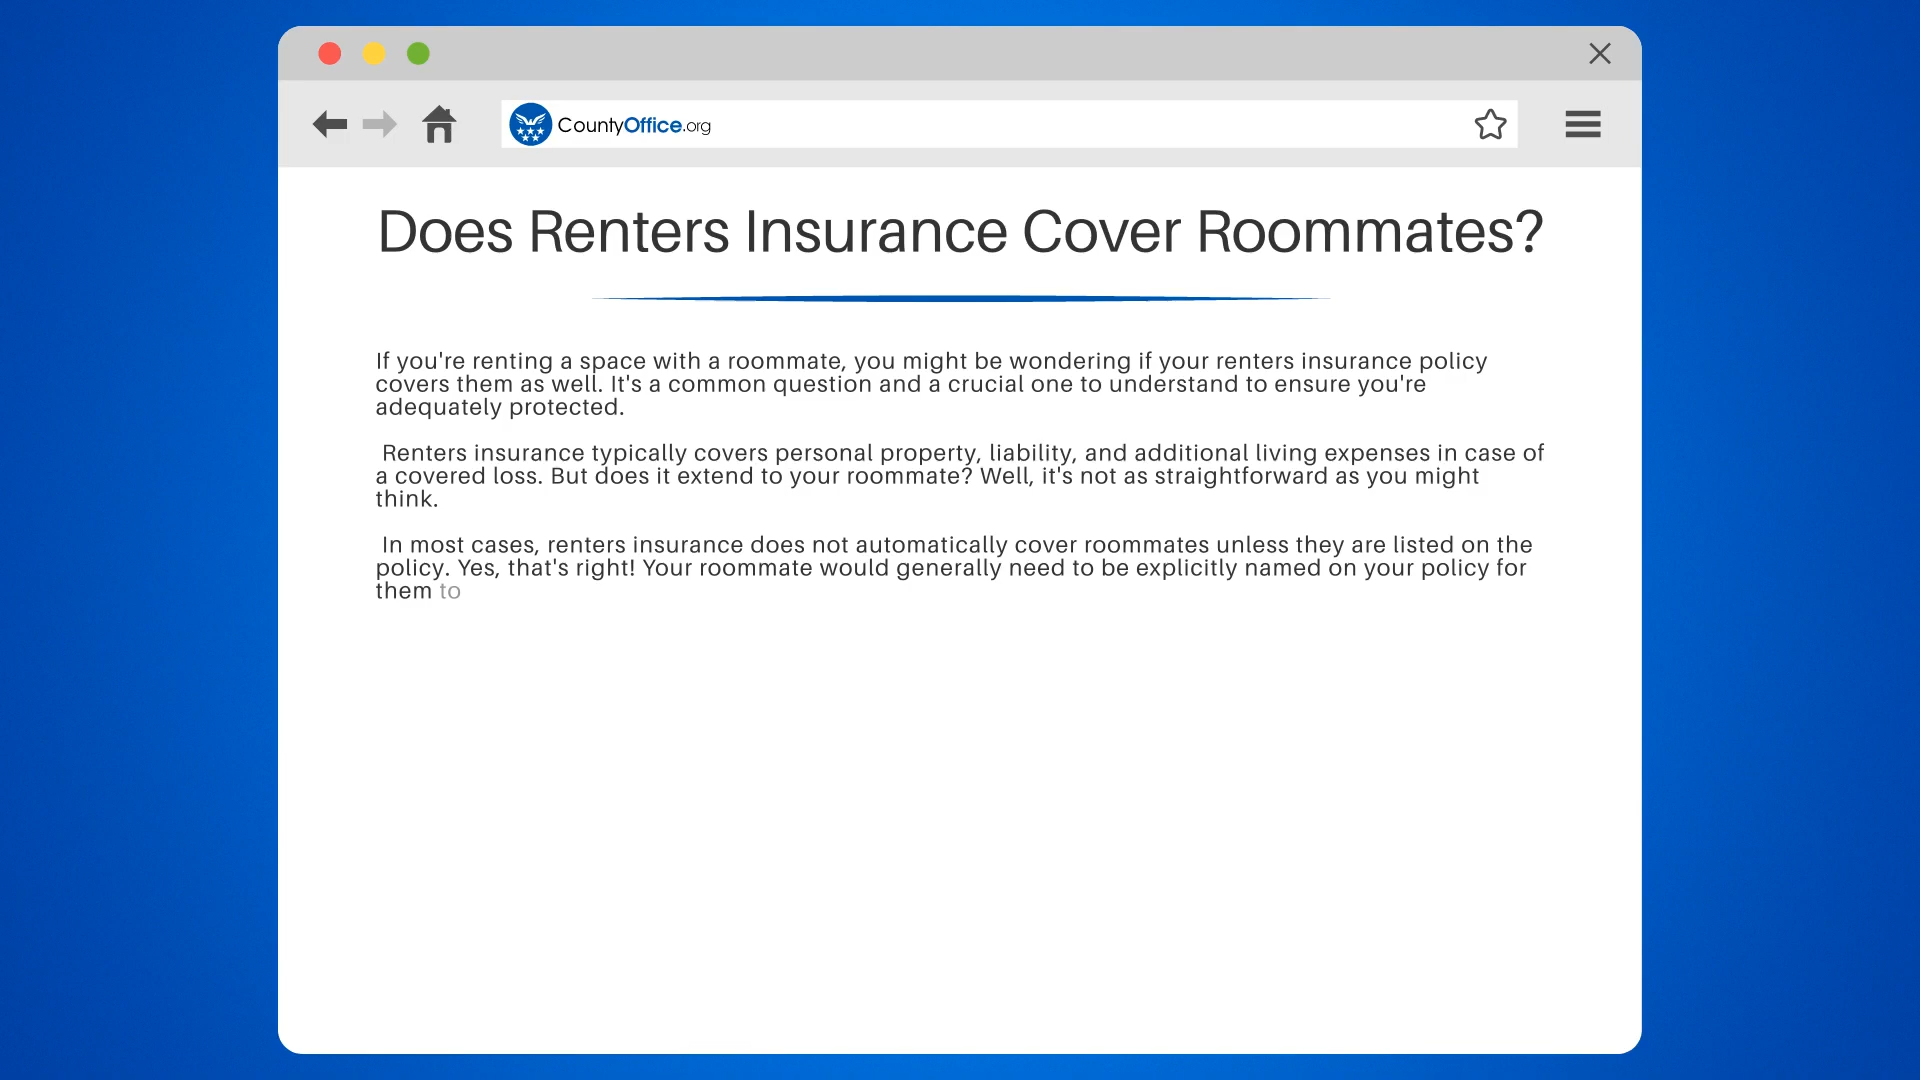 CountyOffice.org
Does Renters Insurance Cover Roommates?
If you're renting a space with a roommate, you might be wondering if your renters insurance policy
covers them as well. It's a common question and a crucial one to understand to ensure you're
adequately protected.
Renters insurance typically covers personal property, liability, and additional living expenses in case of
a covered loss. But does it extend to your roommate? Well, it's not as straightforward as you might
think.
In most cases, renters insurance does not automatically cover roommates unless they are listed on the
policy. Yes, that's right! Your roommate would generally need to be explicitly named on your policy for
them to